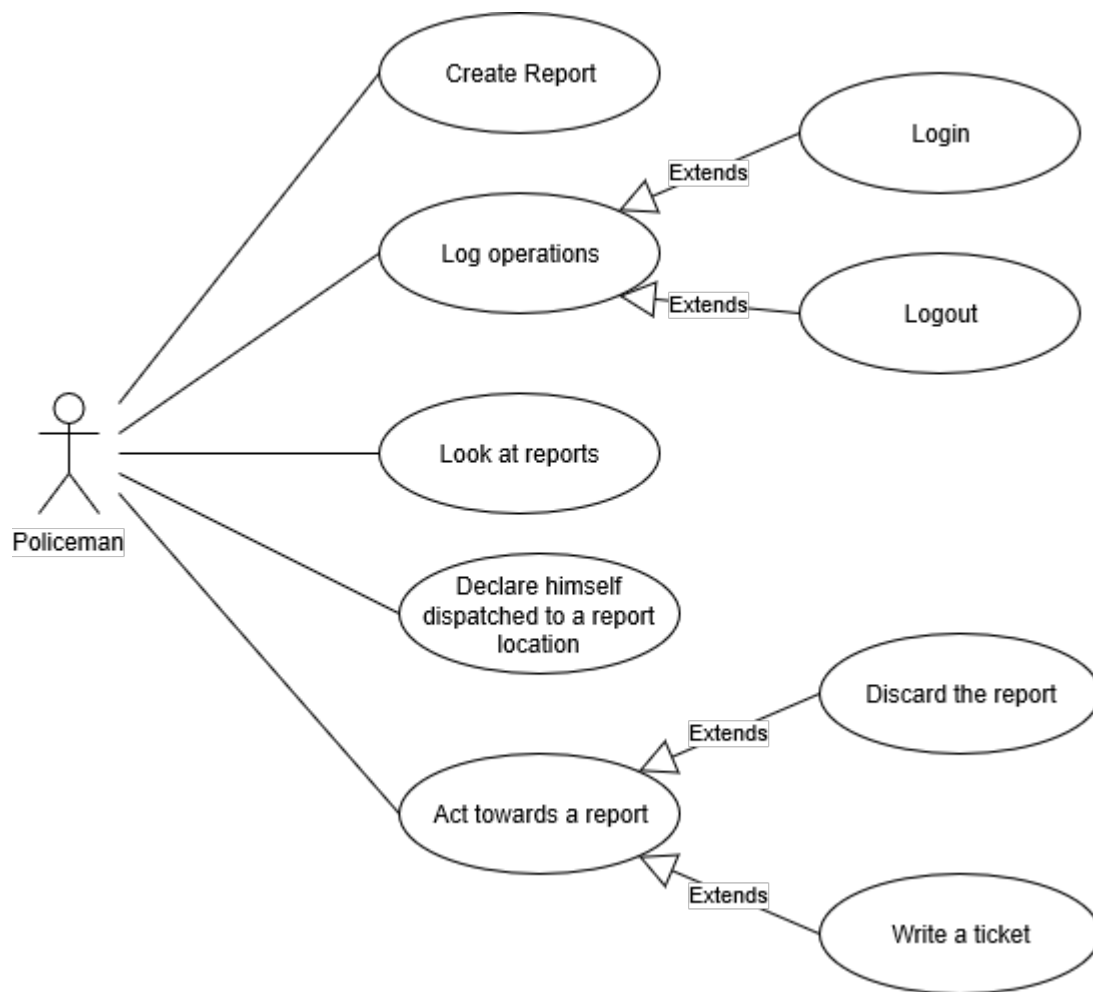 Create Report
Login
Extends
Log operations
Extends
Logout
Look at reports
Policeman
Declare himself
dispatched to a report
location
Discard the report
Extends
Act towards a report
Extends
Write a ticket